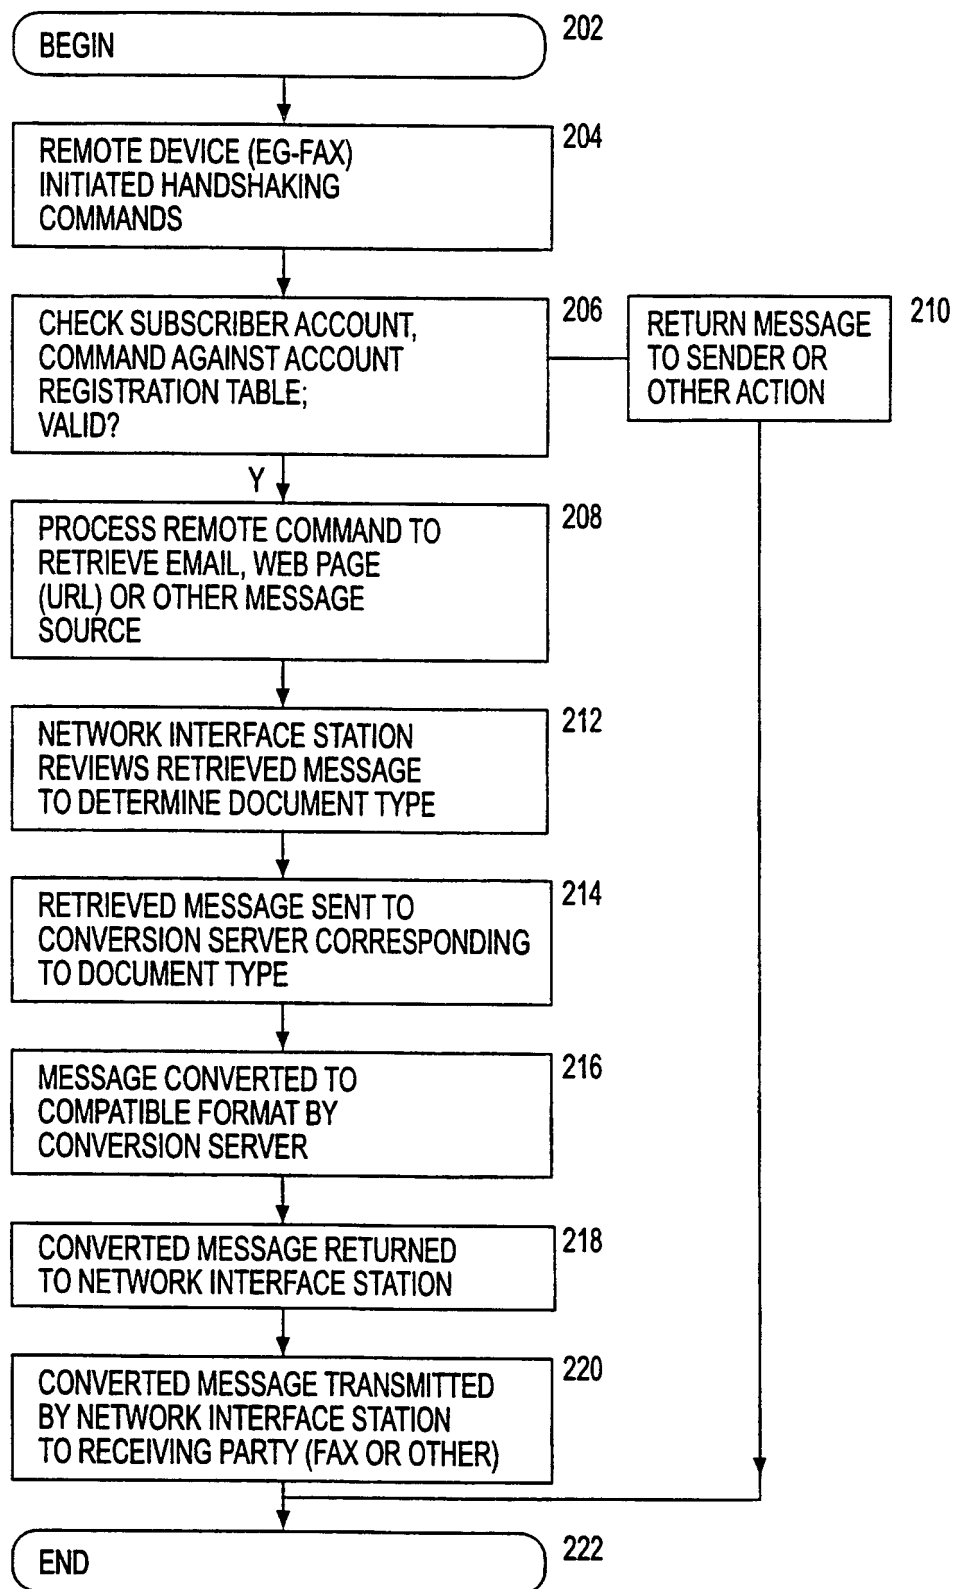 BEGIN
202
REMOTE DEVICE (EG-FAX)
INITIATED HANDSHAKING
COMMANDS
204
CHECK SUBSCRIBER ACCOUNT,
COMMAND AGAINST ACCOUNT
REGISTRATION TABLE;
VALID?
206
RETURN MESSAGE
TO SENDER OR
OTHER ACTION
210
Y
PROCESS REMOTE COMMAND TO
RETRIEVE EMAIL, WEB PAGE
(URL) OR OTHER MESSAGE
SOURCE
208
NETWORK INTERFACE STATION
REVIEWS RETRIEVED MESSAGE
TO DETERMINE DOCUMENT TYPE
212
RETRIEVED MESSAGE SENT TO
CONVERSION SERVER CORRESPONDING
TO DOCUMENT TYPE
214
MESSAGE CONVERTED TO
COMPATIBLE FORMAT BY
CONVERSION SERVER
216
CONVERTED MESSAGE RETURNED
TO NETWORK INTERFACE STATION
218
CONVERTED MESSAGE TRANSMITTED
BY NETWORK INTERFACE STATION
TO RECEIVING PARTY (FAX OR OTHER)
220
END
222